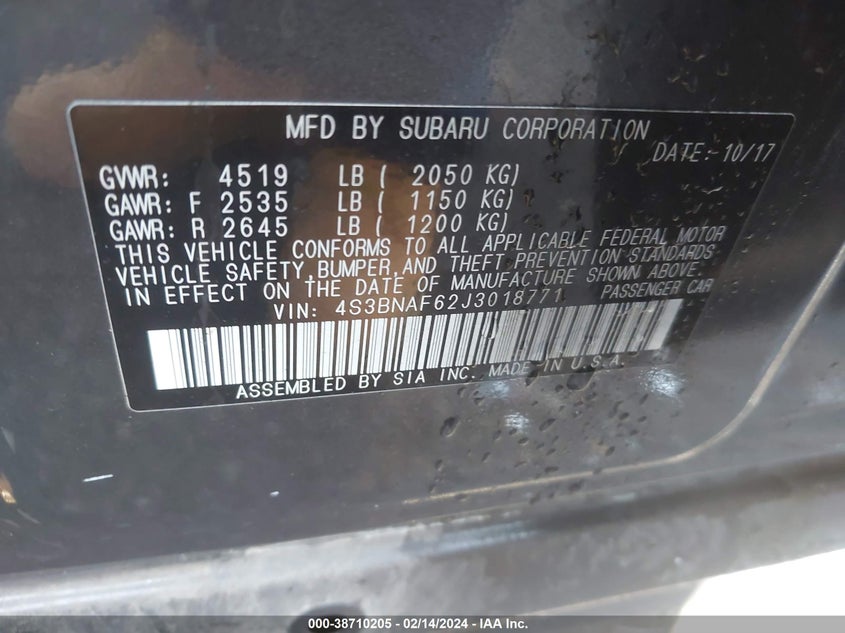 MFD BY SUBARU CORPORATION
DATE: 10/17
GVWR: 4519 LB ( 2050 KG)
GAWR: F 2535 LB ( 1150 KG)
GAWR: R 2645 LB ( 1200 KG)
THIS VEHICLE CONFORMS TO ALL APPLICABLE FEDERAL MOTOR
VEHICLE SAFETY,BUMPER,AND THEFT PREVENTION STANDARDS
IN EFFECT ON THE DATE OF MANUFACTURE SHOWN ABOVE.
VIN: 4S3BNAF62J3018771 PASSENGER CAR
ASSEMBLED BY SIA INC. MADE IN U.S.A.
000-38710205 - 02/14/2024 - IAA Inc.